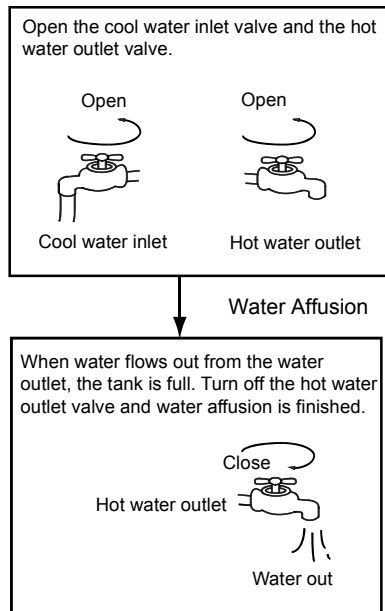 Open the cool water inlet valve and the hot
water outlet valve.
Open
Open
Cool water inlet
Hot water outlet
Water Affusion
When water flows out from the water
outlet, the tank is full. Turn off the hot water
outlet valve and water affusion is finished.
Close
Hot water outlet
Water out